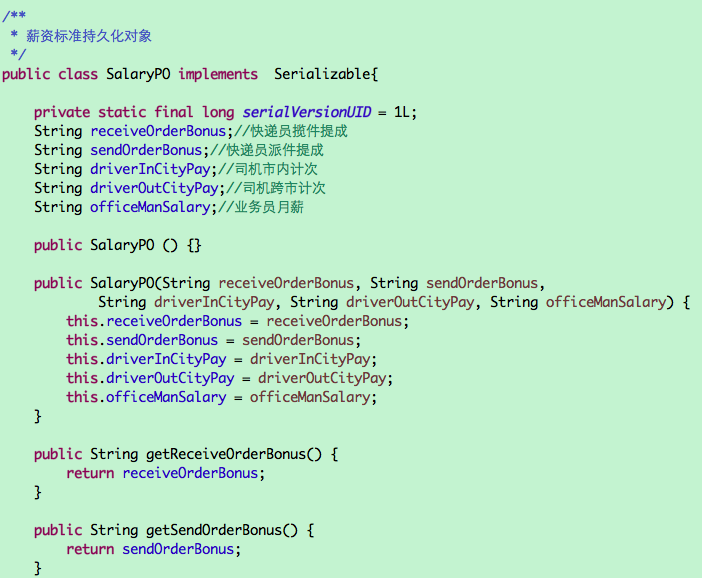 /**
 * 薪资标准持久化对象
 */
public class SalaryPO implements  Serializable{

    private static final long serialVersionUID = 1L;
    String receiveOrderBonus;//快递员揽件提成
    String sendOrderBonus;//快递员派件提成
    String driverInCityPay;//司机市内计次
    String driverOutCityPay;//司机跨市计次
    String officeManSalary;//业务员月薪

    public SalaryPO () {}

    public SalaryPO(String receiveOrderBonus, String sendOrderBonus,
            String driverInCityPay, String driverOutCityPay, String officeManSalary) {
        this.receiveOrderBonus = receiveOrderBonus;
        this.sendOrderBonus = sendOrderBonus;
        this.driverInCityPay = driverInCityPay;
        this.driverOutCityPay = driverOutCityPay;
        this.officeManSalary = officeManSalary;
    }

    public String getReceiveOrderBonus() {
        return receiveOrderBonus;
    }

    public String getSendOrderBonus() {
        return sendOrderBonus;
    }